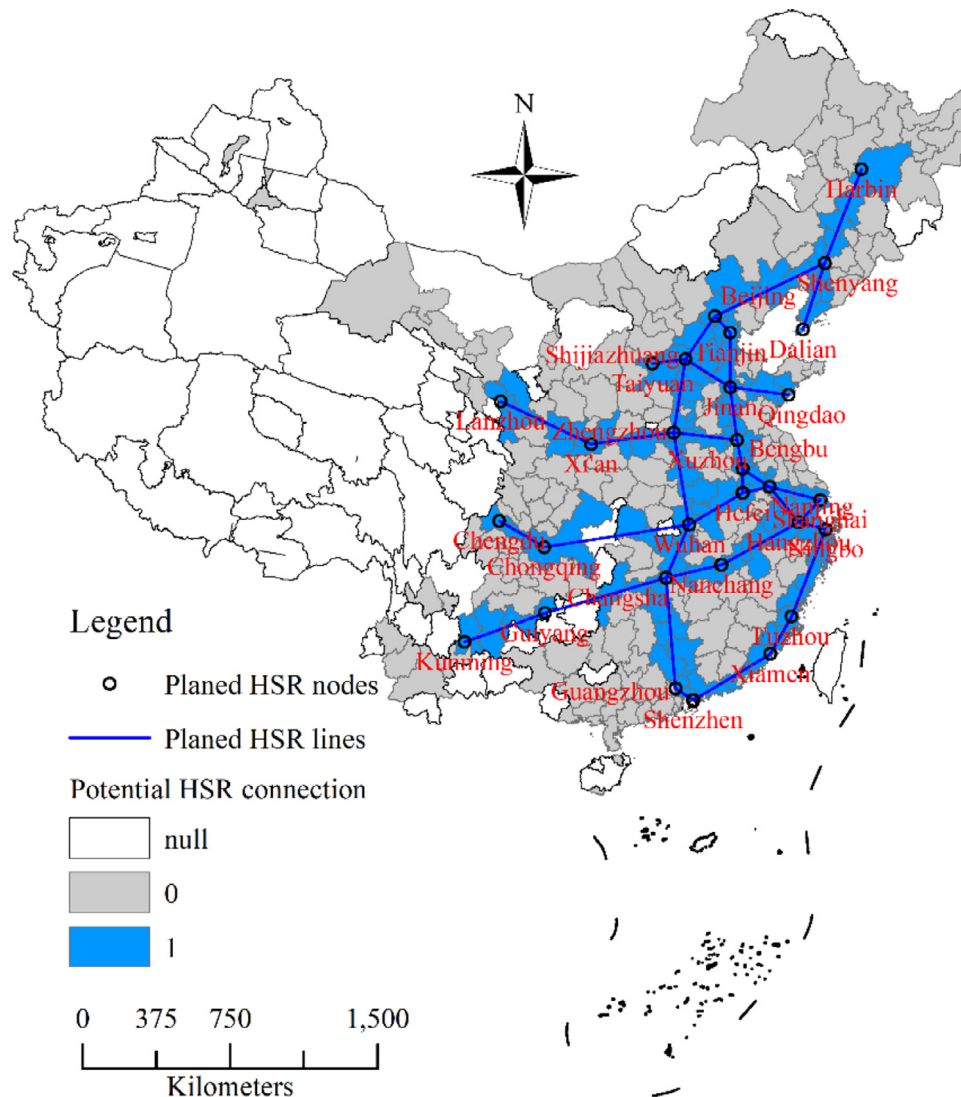 N
Harbin
Shenyang
Beijing
Dalian
Tianjin
Shijiazhuang
Taiyuan
Jinan
Qingdao
Lanzhou
Zhengzhou
Xi'an
Xuzhou
Bengbu
Nanjing
Hefei
Shanghai
Chengdu
Wuhan
Hangzhou
Ningbo
Chongqing
Nanchang
Changsha
Guiyang
Fuzhou
Kunming
Xiamen
Guangzhou
Shenzhen
Legend
Planed HSR nodes
Planed HSR lines
Potential HSR connection
null
0
1
0 375 750 1,500
Kilometers